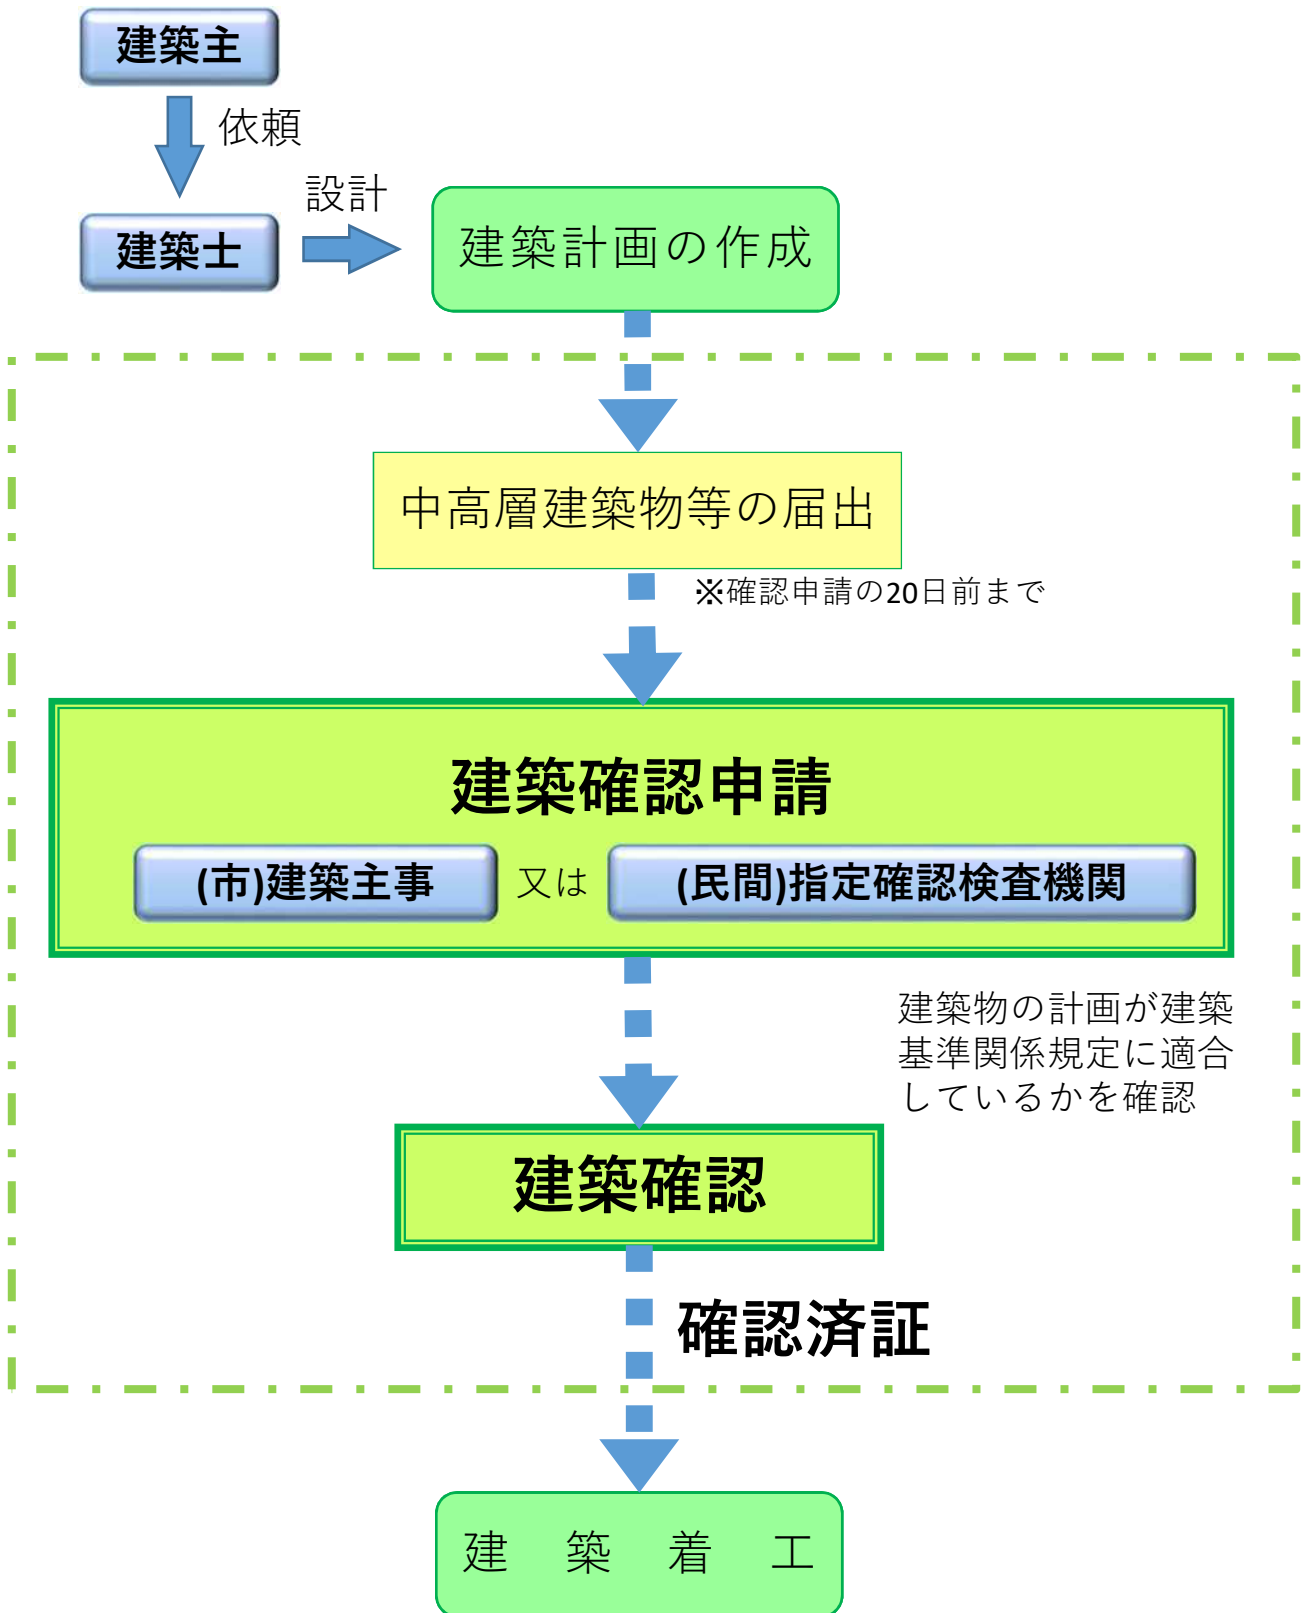 建築主
依頼
設計
建築士
建築計画の作成
中高層建築物等の届出
※確認申請の20日前まで
建築確認申請
(市)建築主事 又は (民間)指定確認検査機関
建築物の計画が建築
基準関係規定に適合
しているかを確認
建築確認
確認済証
建 築 着 工